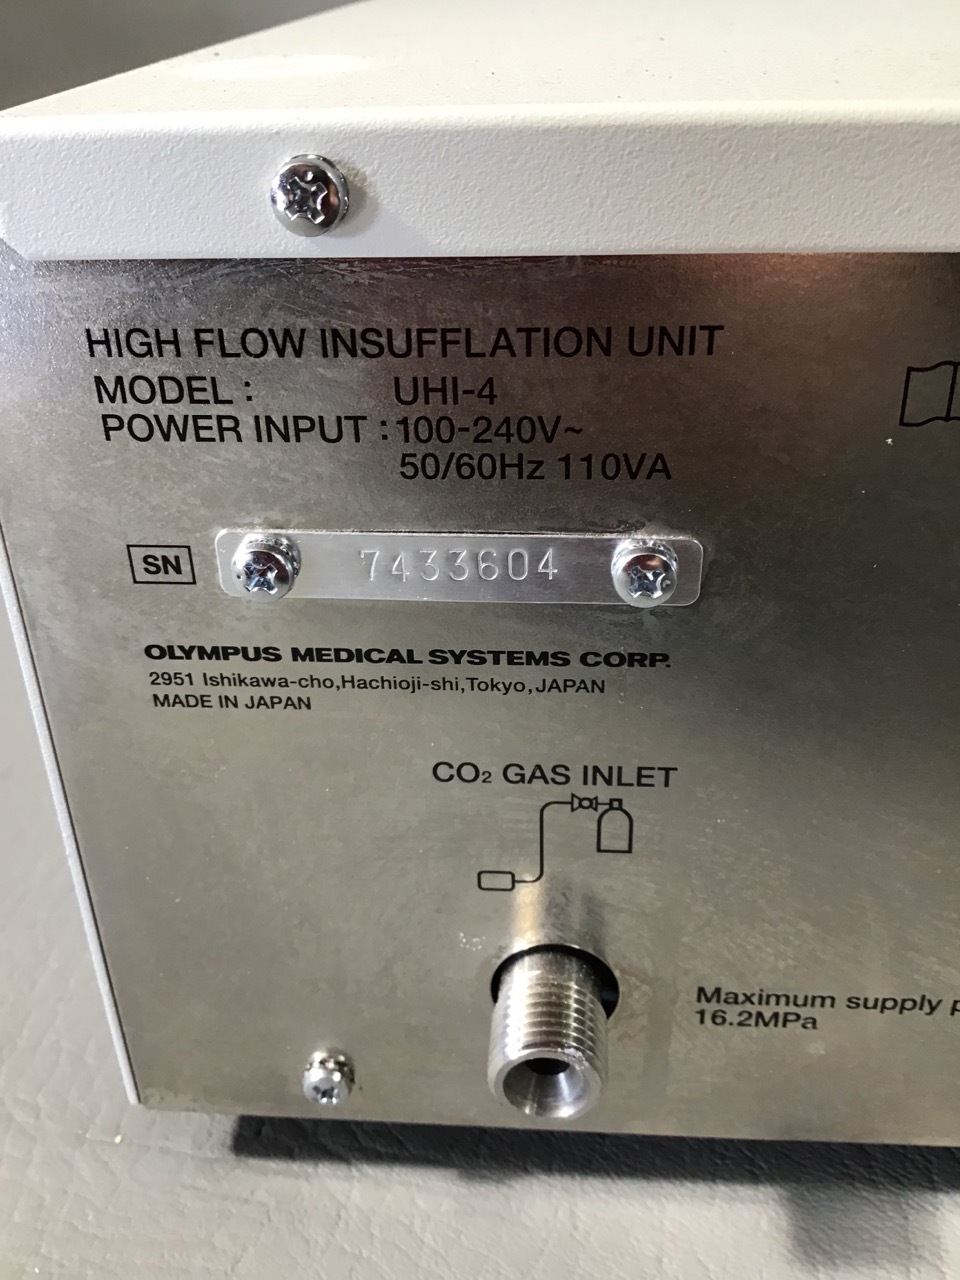 HIGH FLOW INSUFFLATION UNIT
MODEL : UHI-4
POWER INPUT : 100-240V~
50/60Hz 110VA
SN 7433604
OLYMPUS MEDICAL SYSTEMS CORP.
2951 Ishikawa-cho,Hachioji-shi,Tokyo,JAPAN
MADE IN JAPAN
CO₂ GAS INLET
Maximum supply
16.2MPa